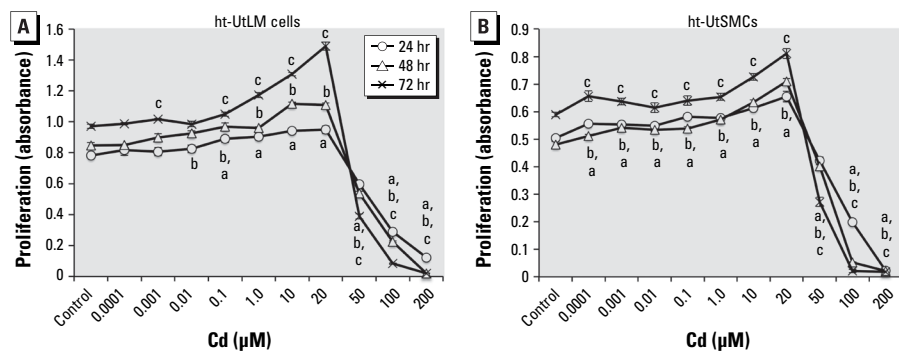 A
ht-UtLM cells
Proliferation (absorbance)
1.6
1.4
1.2
1.0
0.8
0.6
0.4
0.2
0
24 hr
48 hr
72 hr
c
c
c
c
c
b
b
b
b
b,
a
a
a
a
a,
b,
c
a,
b,
c
a,
b,
c
Control
0.0001
0.001
0.01
0.1
1.0
10
20
50
100
200
Cd (μM)
B
ht-UtSMCs
Proliferation (absorbance)
0.9
0.8
0.7
0.6
0.5
0.4
0.3
0.2
0.1
0
c
c
c
c
c
c
c
b,
a
b,
a
b,
a
b,
a
b,
a
b,
a
b,
a
a,
b,
c
a,
b,
c
a,
b,
c
Control
0.0001
0.001
0.01
0.1
1.0
10
20
50
100
200
Cd (μM)